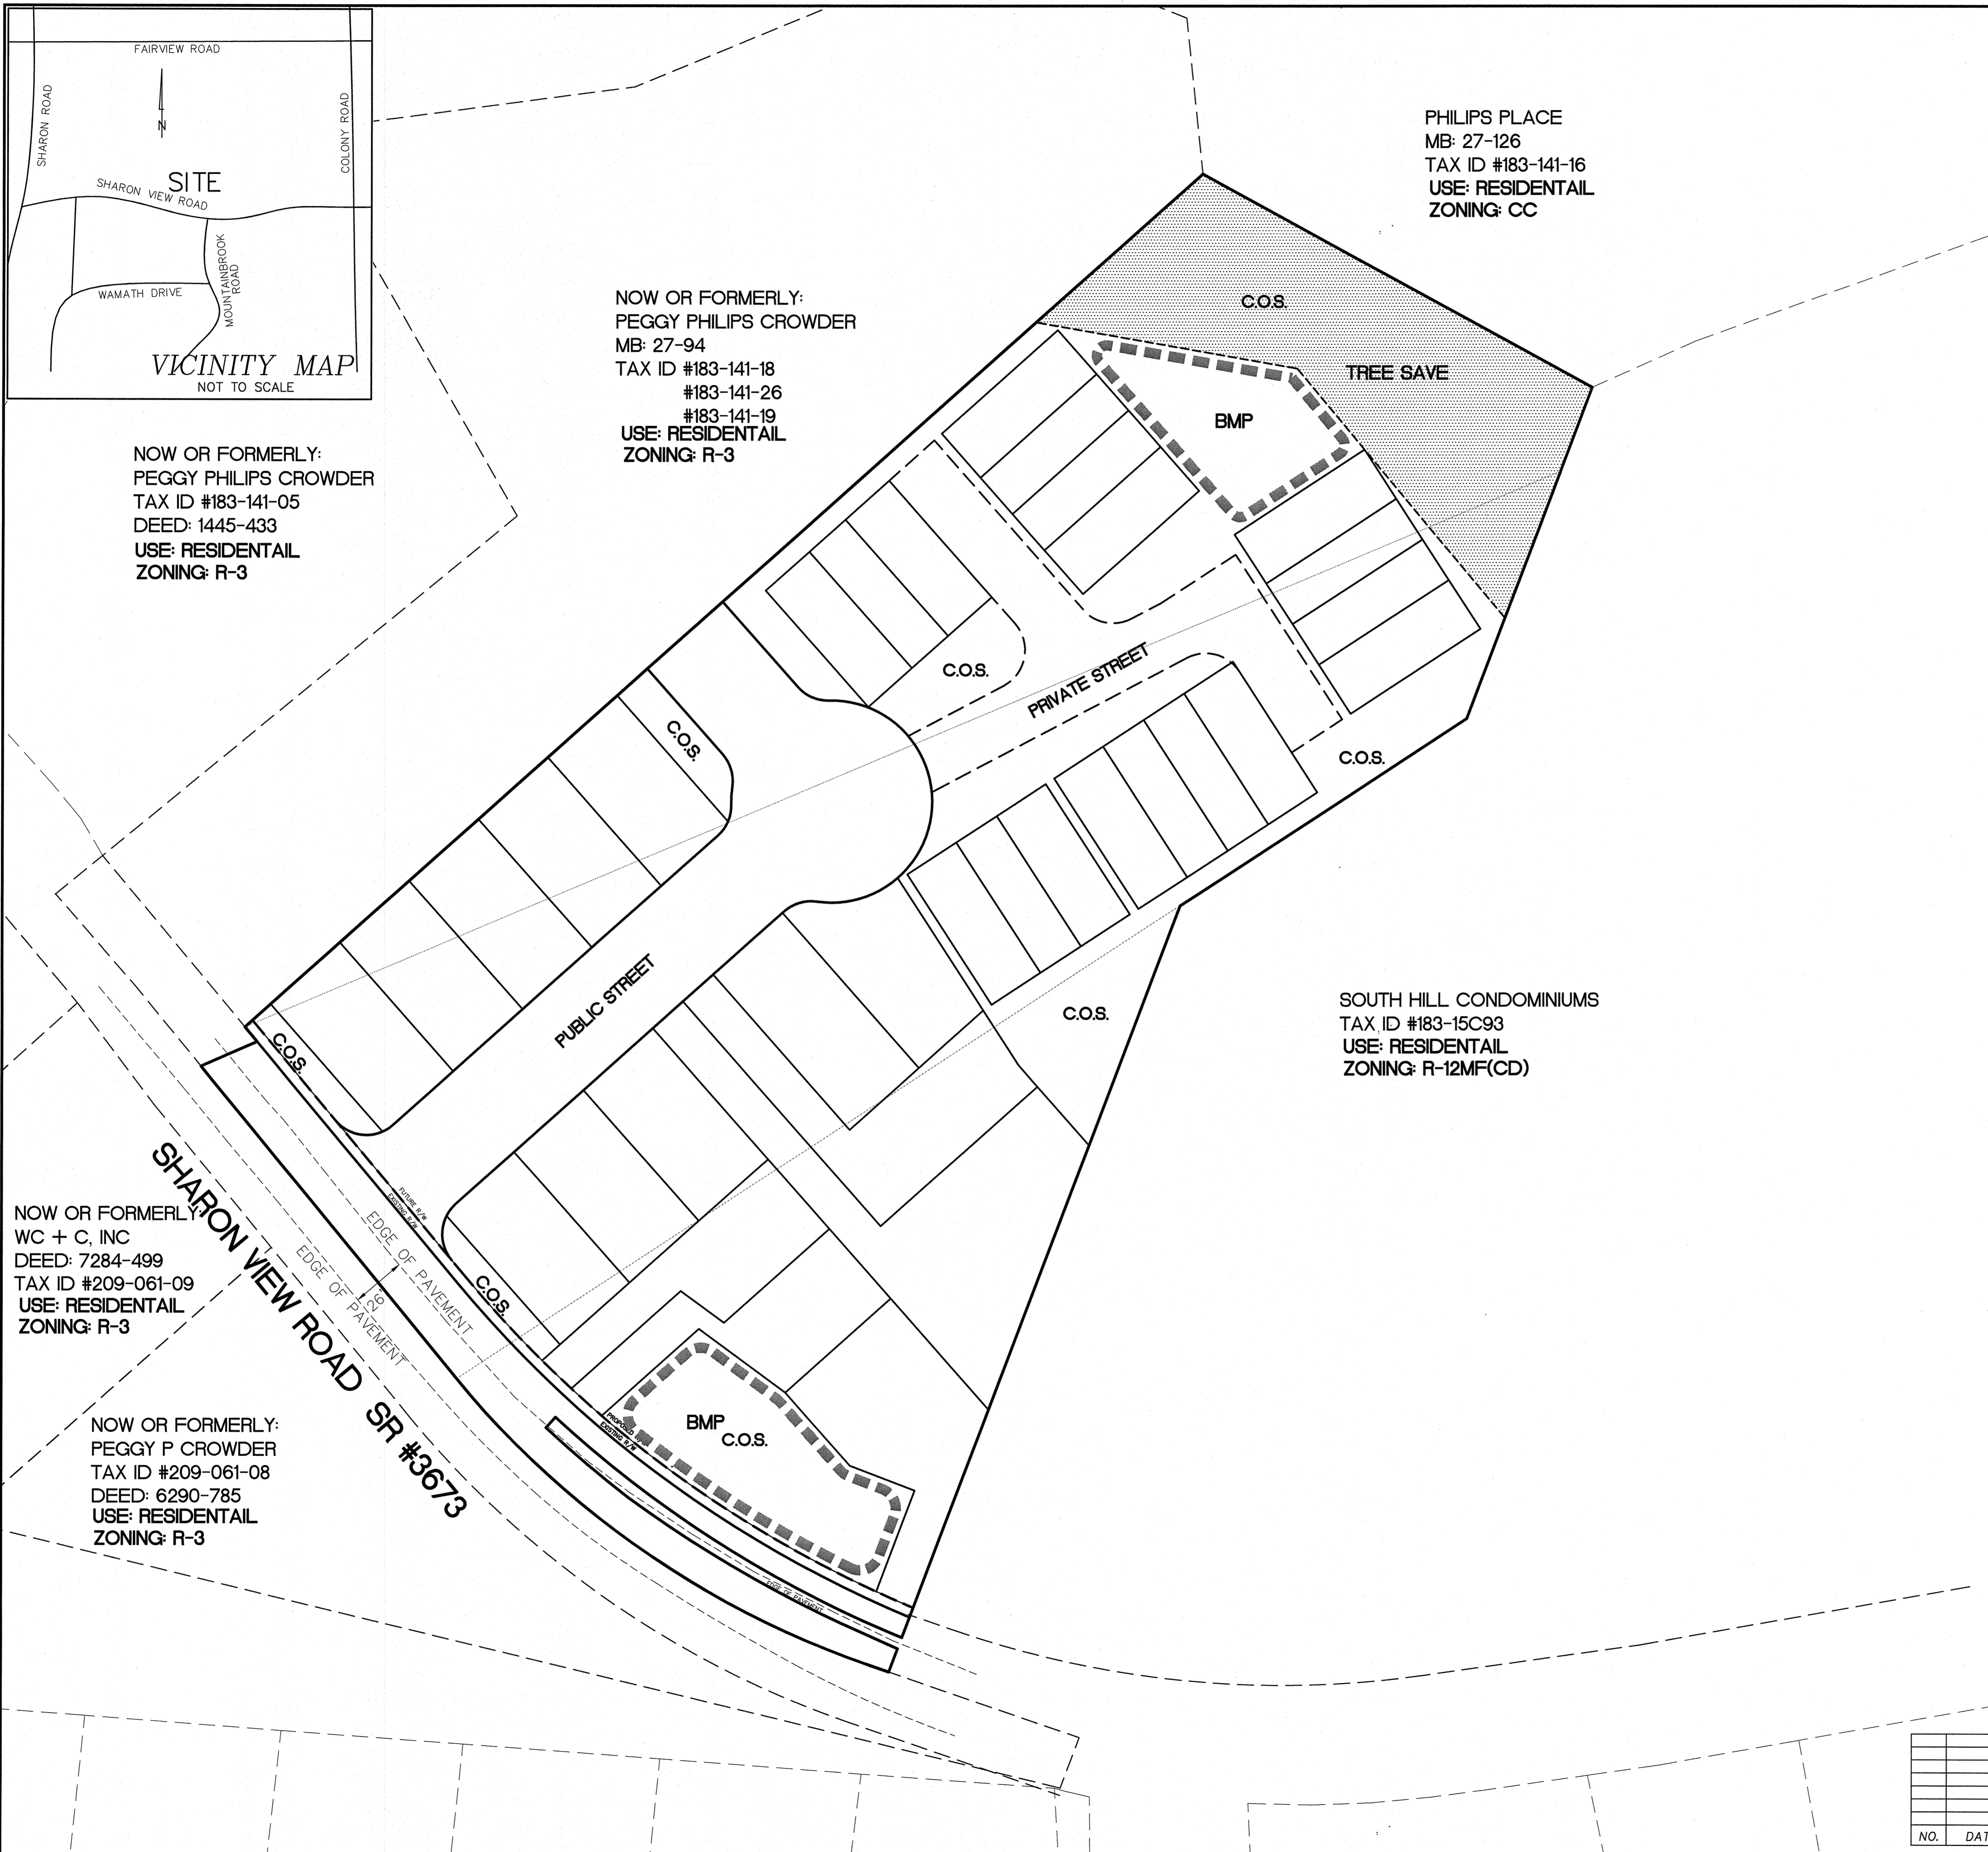 FAIRVIEW ROAD
SHARON ROAD
COLONY ROAD
N
SITE
SHARON VIEW ROAD
MOUNTAINBROOK
ROAD
WAMATH DRIVE
VICINITY MAP
NOT TO SCALE
PHILIPS PLACE
MB: 27-126
TAX ID #183-141-16
USE: RESIDENTAIL
ZONING: CC
NOW OR FORMERLY:
PEGGY PHILIPS CROWDER
MB: 27-94
TAX ID #183-141-18
#183-141-26
#183-141-19
USE: RESIDENTAIL
ZONING: R-3
NOW OR FORMERLY:
PEGGY PHILIPS CROWDER
TAX ID #183-141-05
DEED: 1445-433
USE: RESIDENTAIL
ZONING: R-3
C.O.S.
TREE SAVE
BMP
C.O.S.
PRIVATE STREET
C.O.S.
C.O.S.
PUBLIC STREET
C.O.S.
C.O.S.
SOUTH HILL CONDOMINIUMS
TAX ID #183-15C93
USE: RESIDENTAIL
ZONING: R-12MF(CD)
FUTURE R/W
EXISTING R/W
EDGE OF PAVEMENT
EDGE OF PAVEMENT
26'
C.O.S.
SHARON VIEW ROAD SR #3673
NOW OR FORMERLY:
WC + C, INC
DEED: 7284-499
TAX ID #209-061-09
USE: RESIDENTAIL
ZONING: R-3
NOW OR FORMERLY:
PEGGY P CROWDER
TAX ID #209-061-08
DEED: 6290-785
USE: RESIDENTAIL
ZONING: R-3
BMP
C.O.S.
PROPOSED
EXISTING R/W
EDGE OF PAVEMENT
NO. DAT